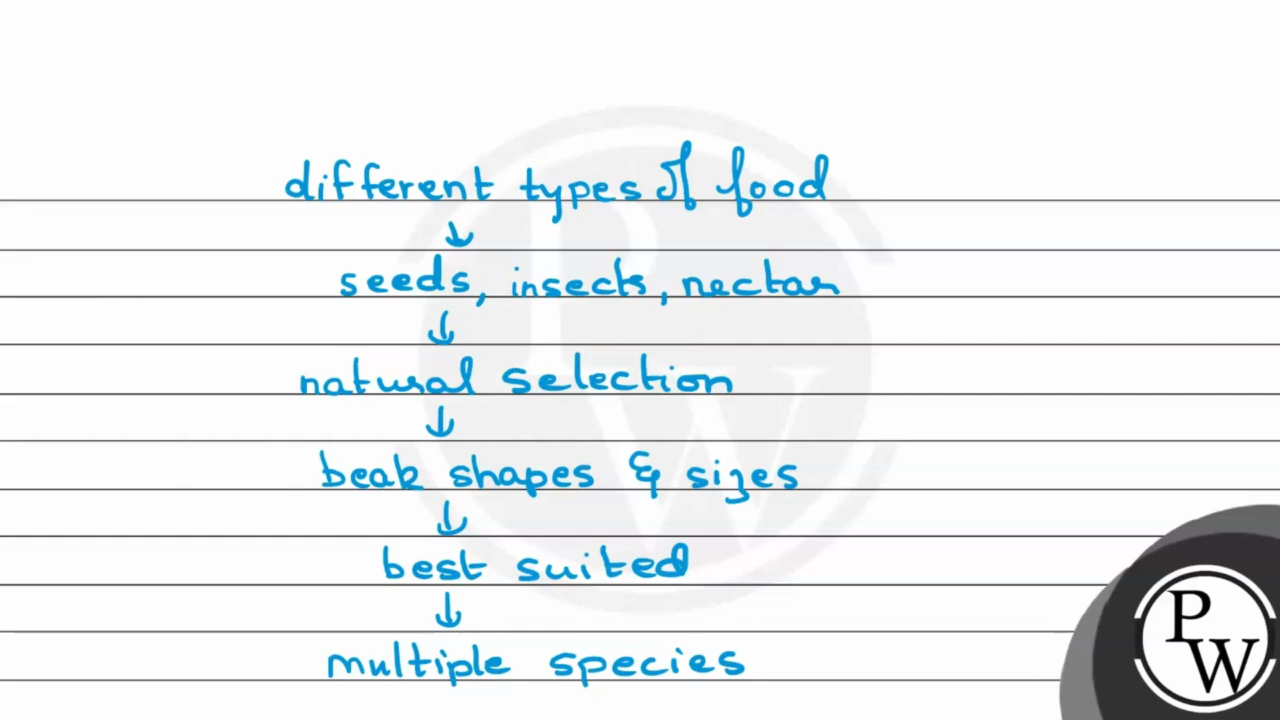 different types of food
↓
seeds, insects, nectar
↓
natural selection
↓
beak shapes & sizes
↓
best suited
↓
multiple species
PW